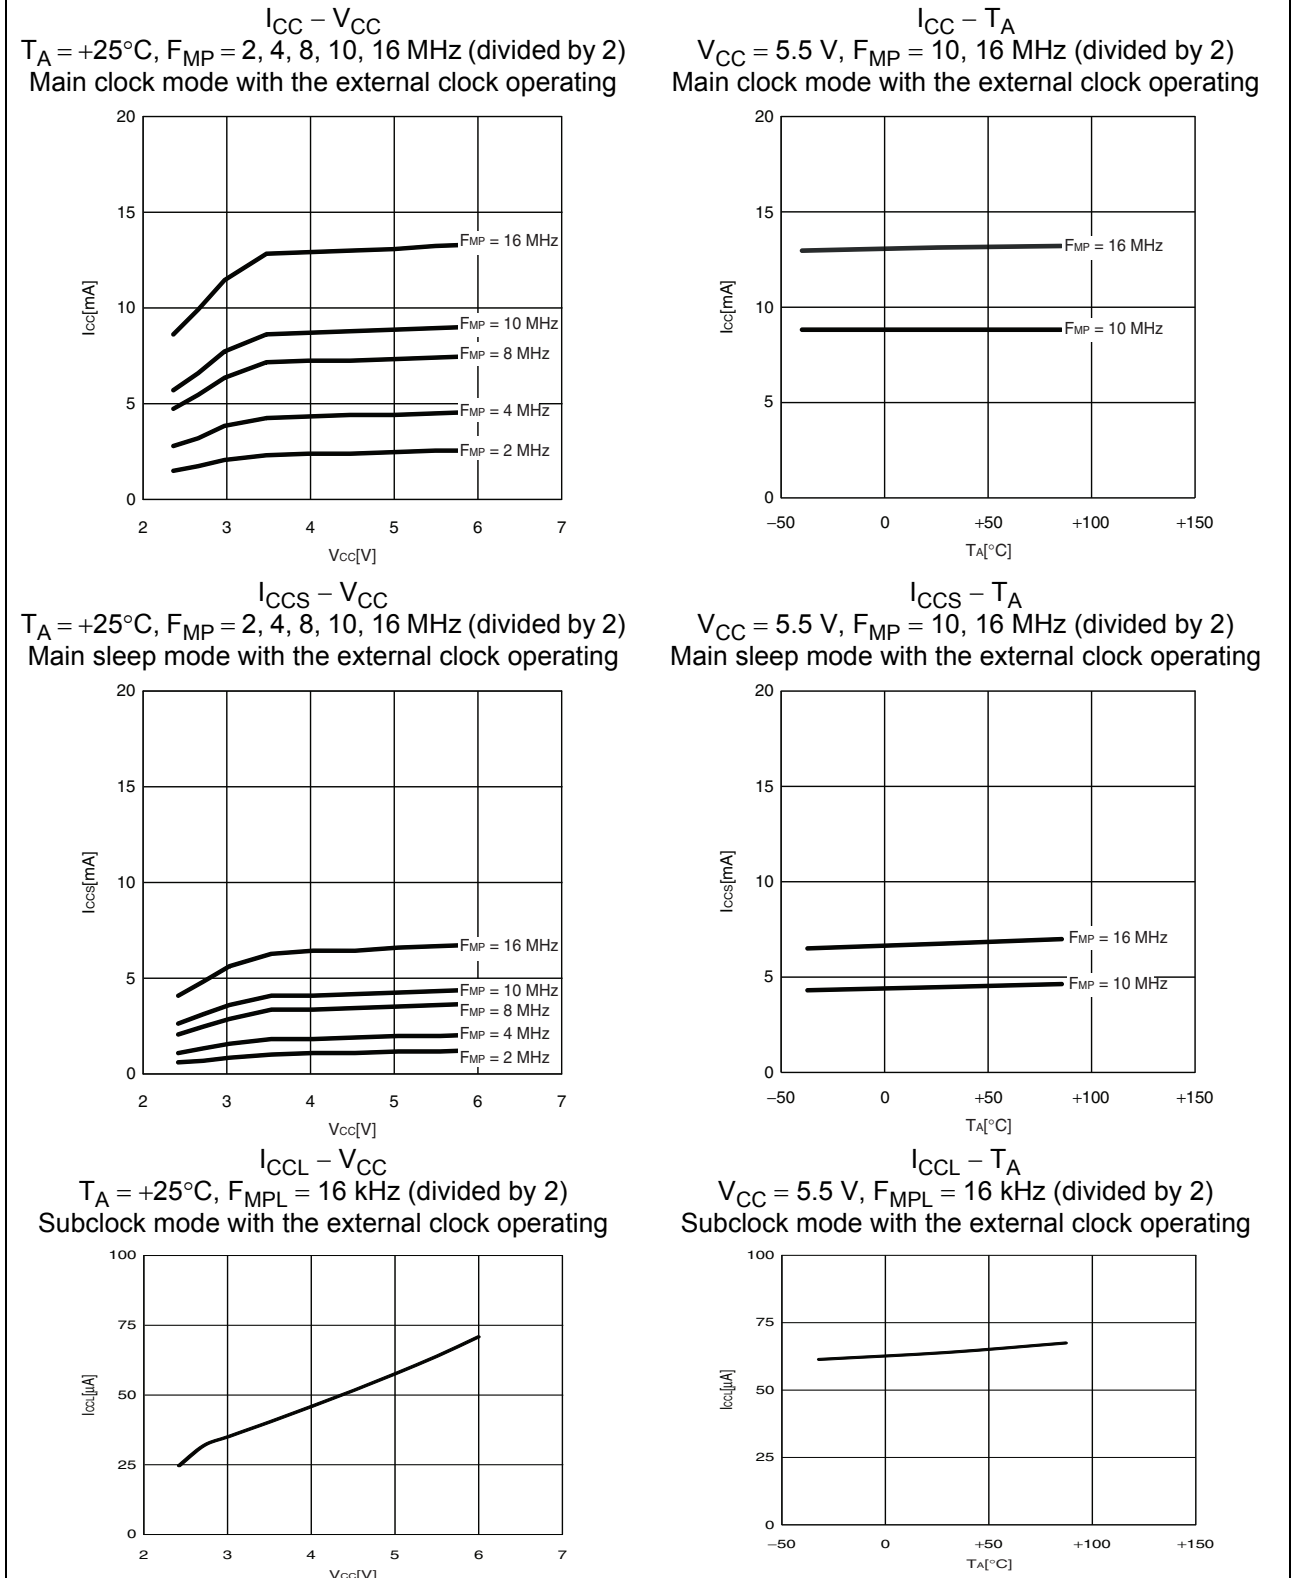 ICC − VCC
TA = +25°C, FMP = 2, 4, 8, 10, 16 MHz (divided by 2)
Main clock mode with the external clock operating
20
15
10
5
0
ICC[mA]
FMP = 16 MHz
FMP = 10 MHz
FMP = 8 MHz
FMP = 4 MHz
FMP = 2 MHz
2 3 4 5 6 7
VCC[V]
ICC − TA
VCC = 5.5 V, FMP = 10, 16 MHz (divided by 2)
Main clock mode with the external clock operating
20
15
10
5
0
ICC[mA]
FMP = 16 MHz
FMP = 10 MHz
−50 0 +50 +100 +150
TA[°C]
ICCS − VCC
TA = +25°C, FMP = 2, 4, 8, 10, 16 MHz (divided by 2)
Main sleep mode with the external clock operating
20
15
10
5
0
ICCS[mA]
FMP = 16 MHz
FMP = 10 MHz
FMP = 8 MHz
FMP = 4 MHz
FMP = 2 MHz
2 3 4 5 6 7
VCC[V]
ICCS − TA
VCC = 5.5 V, FMP = 10, 16 MHz (divided by 2)
Main sleep mode with the external clock operating
20
15
10
5
0
ICCS[mA]
FMP = 16 MHz
FMP = 10 MHz
−50 0 +50 +100 +150
TA[°C]
ICCL − VCC
TA = +25°C, FMPL = 16 kHz (divided by 2)
Subclock mode with the external clock operating
100
75
50
25
0
ICCL[μA]
2 3 4 5 6 7
VCC[V]
ICCL − TA
VCC = 5.5 V, FMPL = 16 kHz (divided by 2)
Subclock mode with the external clock operating
100
75
50
25
0
ICCL[μA]
−50 0 +50 +100 +150
TA[°C]